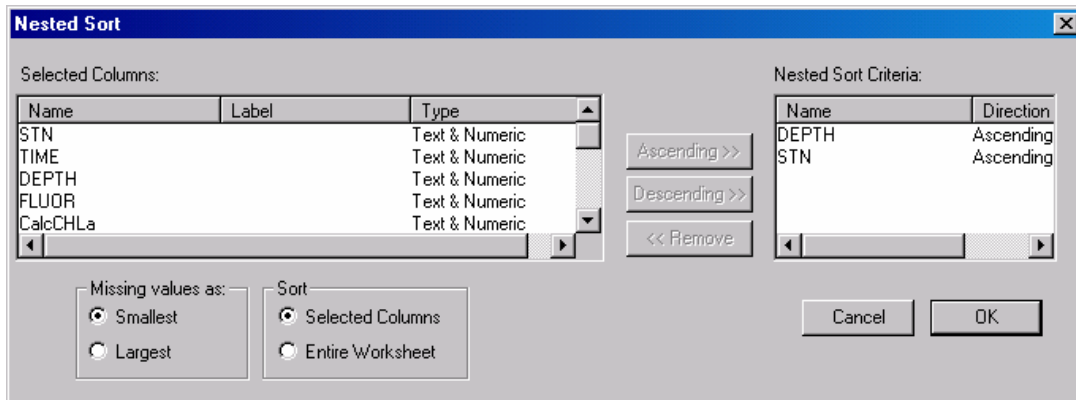 Nested Sort
Selected Columns:
Name Label Type
STN Text & Numeric
TIME Text & Numeric
DEPTH Text & Numeric
FLUOR Text & Numeric
CalcCHLa Text & Numeric
Ascending >>
Descending >>
<< Remove
Nested Sort Criteria:
Name Direction
DEPTH Ascending
STN Ascending
Missing values as:
Smallest
Largest
Sort
Selected Columns
Entire Worksheet
Cancel
OK